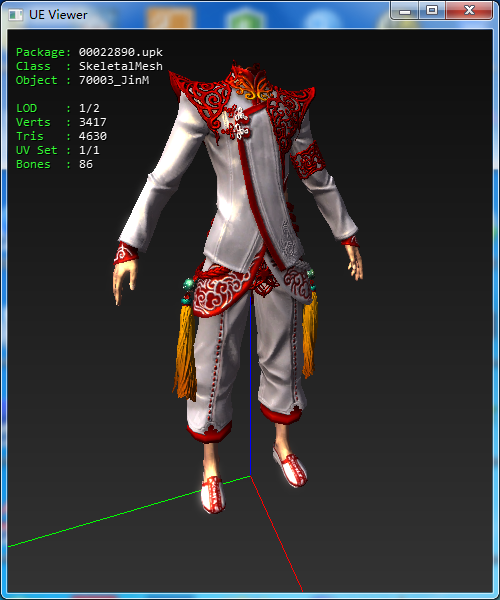 UE Viewer
Package: 00022890.upk
Class : SkeletalMesh
Object : 70003_JinM
LOD : 1/2
Verts : 3417
Tris : 4630
UV Set : 1/1
Bones : 86